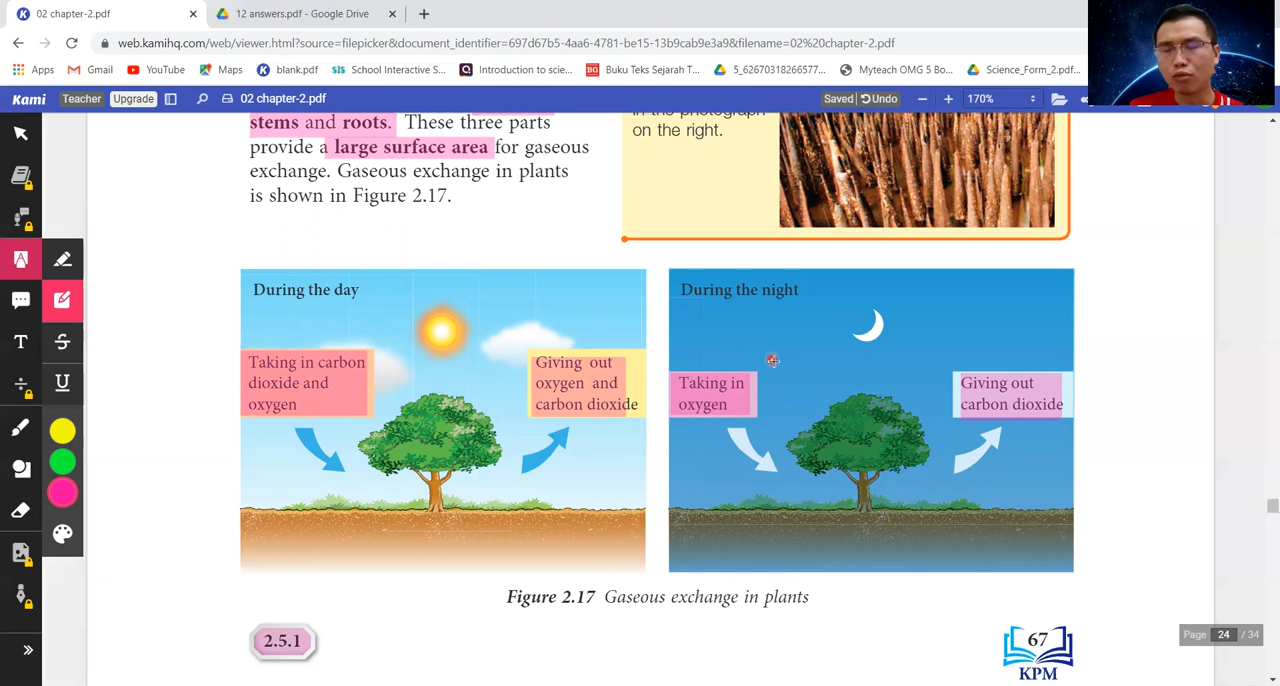 02 chapter-2.pdf
12 answers.pdf - Google Drive
web.kamihq.com/web/viewer.html?source=filepicker&document_identifier=697d67b5-4aa6-4781-be15-13b9cab9e3a9&filename=02%20chapter-2.pdf
Apps
Gmail
YouTube
Maps
blank.pdf
School Interactive S...
Introduction to scie...
Buku Teks Sejarah T...
5_62670318266577...
Myteach OMG 5 Bo...
Science_Form_2.pdf...
Kami
Teacher
Upgrade
02 chapter-2.pdf
Saved
Undo
170%
stems and roots. These three parts
provide a large surface area for gaseous
exchange. Gaseous exchange in plants
is shown in Figure 2.17.
in the photograph
on the right.
During the day
Taking in carbon
dioxide and
oxygen
Giving out
oxygen and
carbon dioxide
During the night
Taking in
oxygen
Giving out
carbon dioxide
Figure 2.17 Gaseous exchange in plants
2.5.1
67
KPM
Page 24 / 34